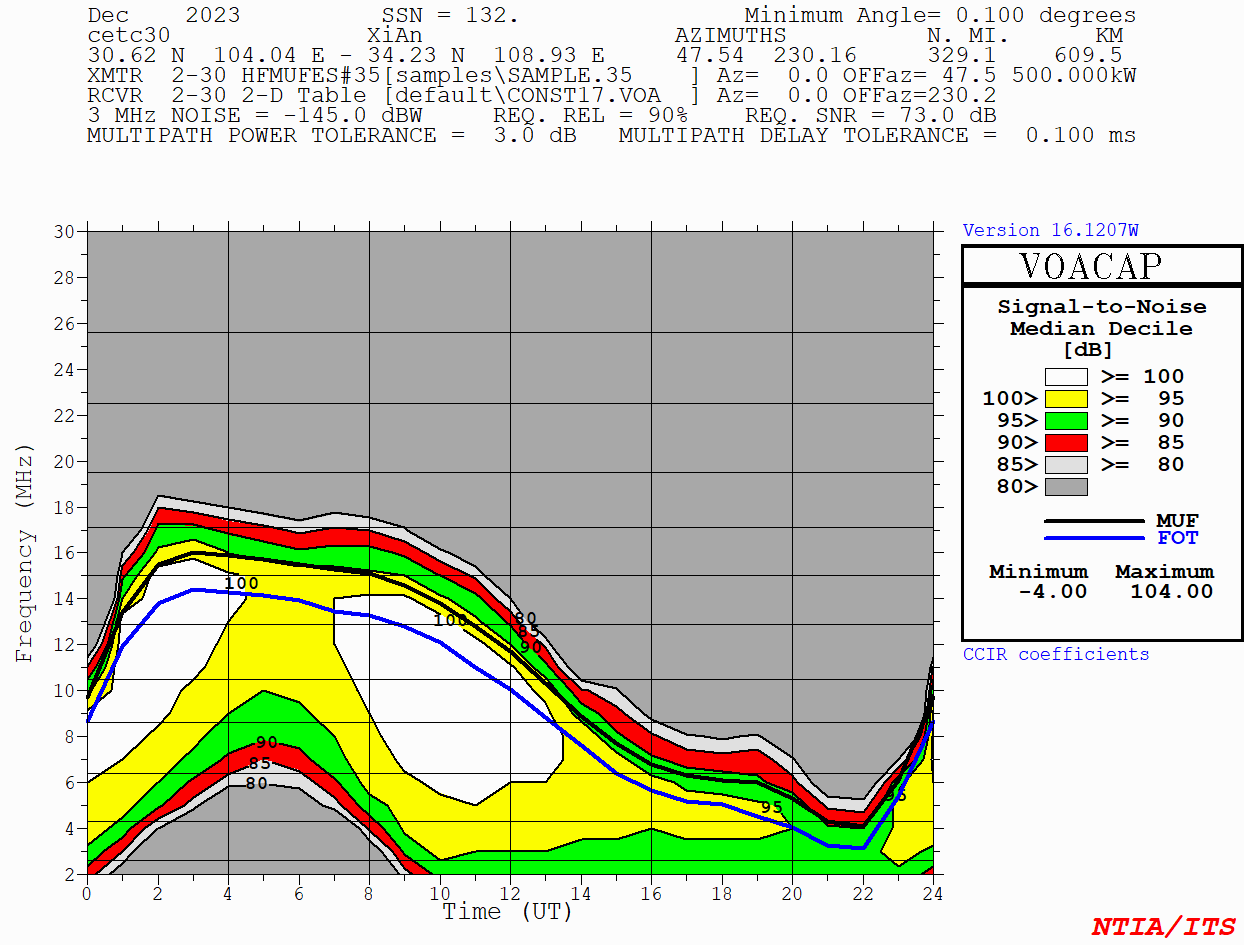 Dec    2023          SSN = 132.                Minimum Angle= 0.100 degrees
cetc30              XiAn                  AZIMUTHS          N. MI.      KM
30.62 N  104.04 E - 34.23 N  108.93 E     47.54  230.16     329.1    609.5
XMTR  2-30 HFMUFES#35[samples\SAMPLE.35    ] Az=  0.0 OFFaz= 47.5 500.000kW
RCVR  2-30 2-D Table [default\CONST17.VOA  ] Az=  0.0 OFFaz=230.2
3 MHz NOISE = -145.0 dBW     REQ. REL = 90%    REQ. SNR = 73.0 dB
MULTIPATH POWER TOLERANCE =  3.0 dB   MULTIPATH DELAY TOLERANCE =  0.100 ms
Version 16.1207W
VOACAP
Signal-to-Noise
Median Decile
[dB]
>= 100
100> >= 95
95> >= 90
90> >= 85
85> >= 80
80>
MUF
FOT
Minimum Maximum
-4.00 104.00
CCIR coefficients
Frequency (MHz)
30
28
26
24
22
20
18
16
14
12
10
8
6
4
2
100
100
80
85
90
90
85
80
95
95
0 2 4 6 8 10 12 14 16 18 20 22 24
Time (UT)
NTIA/ITS